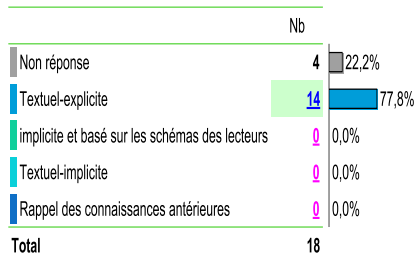 Nb
Non réponse 4 22,2%
Textuel-explicite 14 77,8%
implicite et basé sur les schémas des lecteurs 0 0,0%
Textuel-implicite 0 0,0%
Rappel des connaissances antérieures 0 0,0%
Total 18